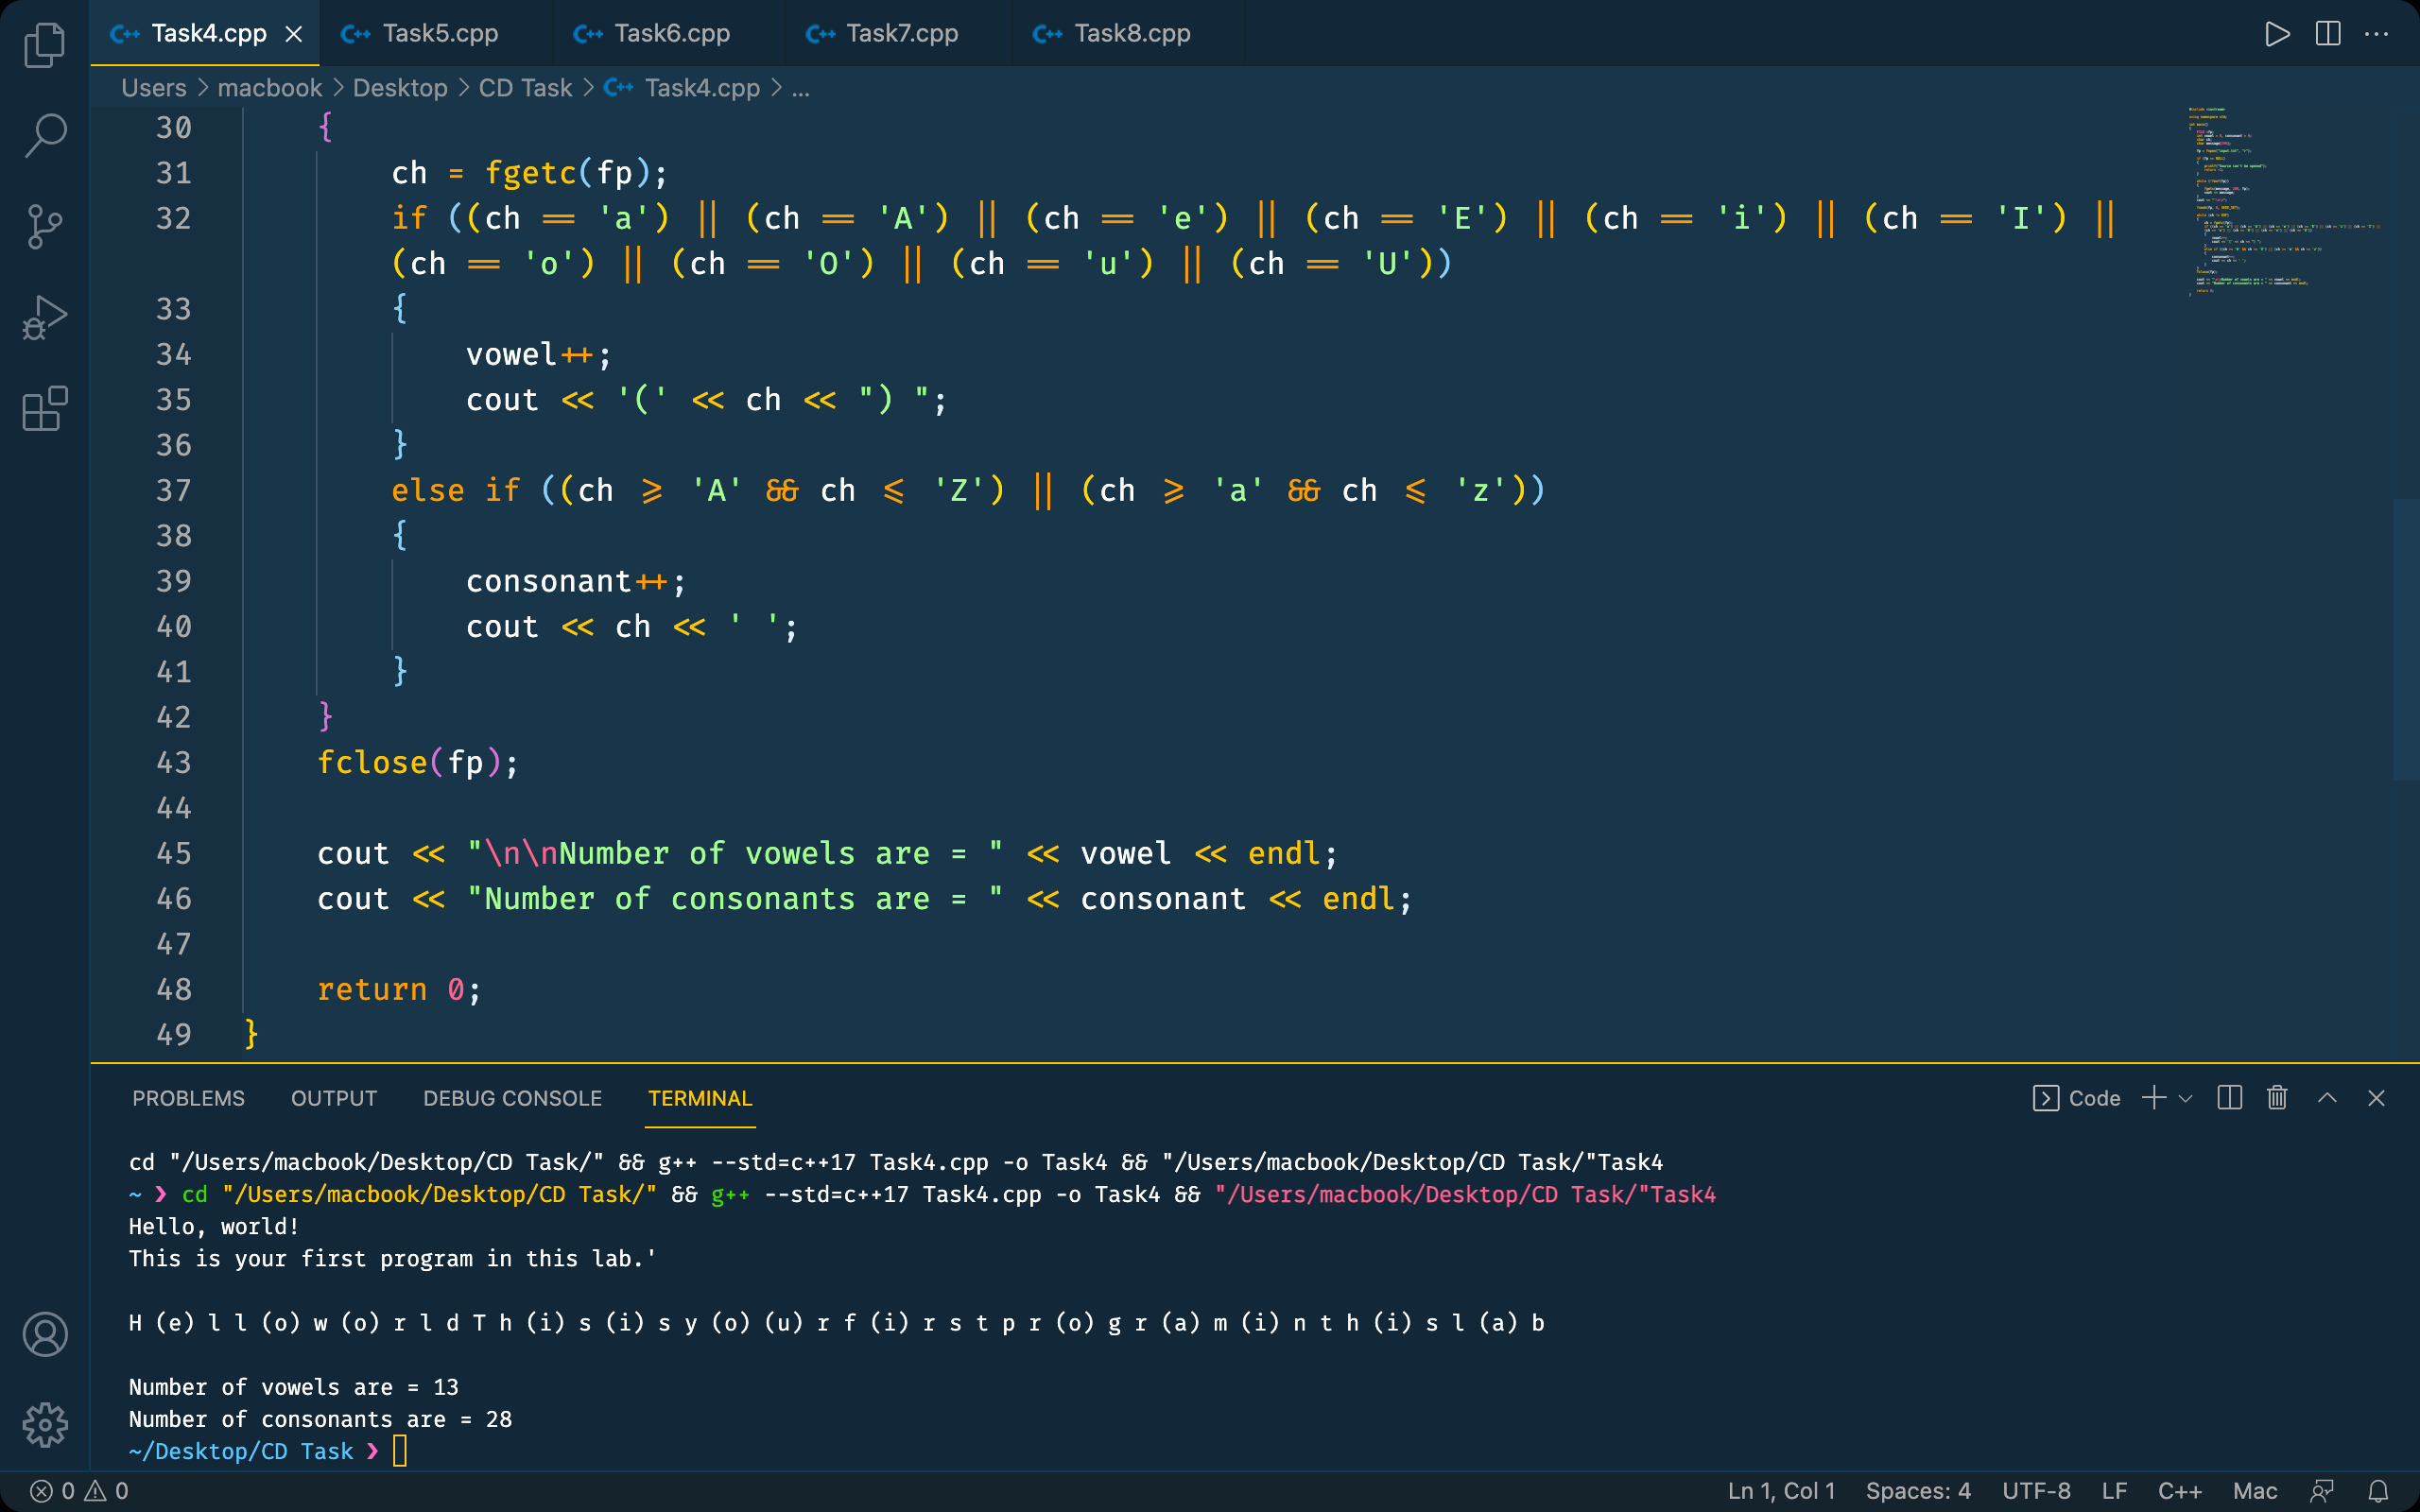 Task4.cpp Task5.cpp Task6.cpp Task7.cpp Task8.cpp
Users > macbook > Desktop > CD Task > Task4.cpp > ...
30 {
31 ch = fgetc(fp);
32 if ((ch == 'a') || (ch == 'A') || (ch == 'e') || (ch == 'E') || (ch == 'i') || (ch == 'I') ||
(ch == 'o') || (ch == 'O') || (ch == 'u') || (ch == 'U'))
33 {
34 vowel++;
35 cout << '(' << ch << ") ";
36 }
37 else if ((ch >= 'A' && ch <= 'Z') || (ch >= 'a' && ch <= 'z'))
38 {
39 consonant++;
40 cout << ch << ' ';
41 }
42 }
43 fclose(fp);
44
45 cout << "\n\nNumber of vowels are = " << vowel << endl;
46 cout << "Number of consonants are = " << consonant << endl;
47
48 return 0;
49 }
PROBLEMS OUTPUT DEBUG CONSOLE TERMINAL Code
cd "/Users/macbook/Desktop/CD Task/" && g++ --std=c++17 Task4.cpp -o Task4 && "/Users/macbook/Desktop/CD Task/"Task4
~ ❯ cd "/Users/macbook/Desktop/CD Task/" && g++ --std=c++17 Task4.cpp -o Task4 && "/Users/macbook/Desktop/CD Task/"Task4
Hello, world!
This is your first program in this lab.'
H (e) l l (o) w (o) r l d T h (i) s (i) s y (o) (u) r f (i) r s t p r (o) g r (a) m (i) n t h (i) s l (a) b
Number of vowels are = 13
Number of consonants are = 28
~/Desktop/CD Task ❯
0 0 Ln 1, Col 1 Spaces: 4 UTF-8 LF C++ Mac